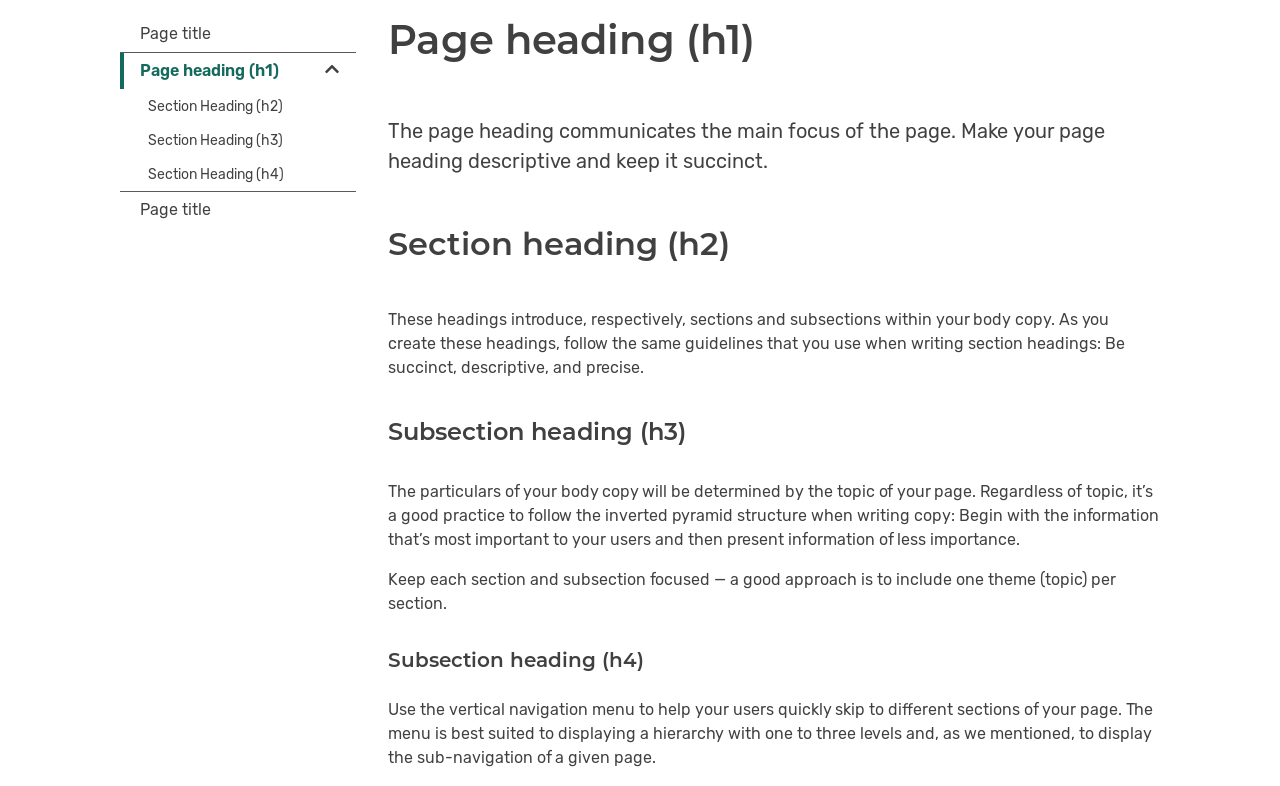 Page title
Page heading (h1)
Section Heading (h2)
Section Heading (h3)
Section Heading (h4)
Page title
Page heading (h1)
The page heading communicates the main focus of the page. Make your page
heading descriptive and keep it succinct.
Section heading (h2)
These headings introduce, respectively, sections and subsections within your body copy. As you
create these headings, follow the same guidelines that you use when writing section headings: Be
succinct, descriptive, and precise.
Subsection heading (h3)
The particulars of your body copy will be determined by the topic of your page. Regardless of topic, it’s
a good practice to follow the inverted pyramid structure when writing copy: Begin with the information
that’s most important to your users and then present information of less importance.
Keep each section and subsection focused — a good approach is to include one theme (topic) per
section.
Subsection heading (h4)
Use the vertical navigation menu to help your users quickly skip to different sections of your page. The
menu is best suited to displaying a hierarchy with one to three levels and, as we mentioned, to display
the sub-navigation of a given page.